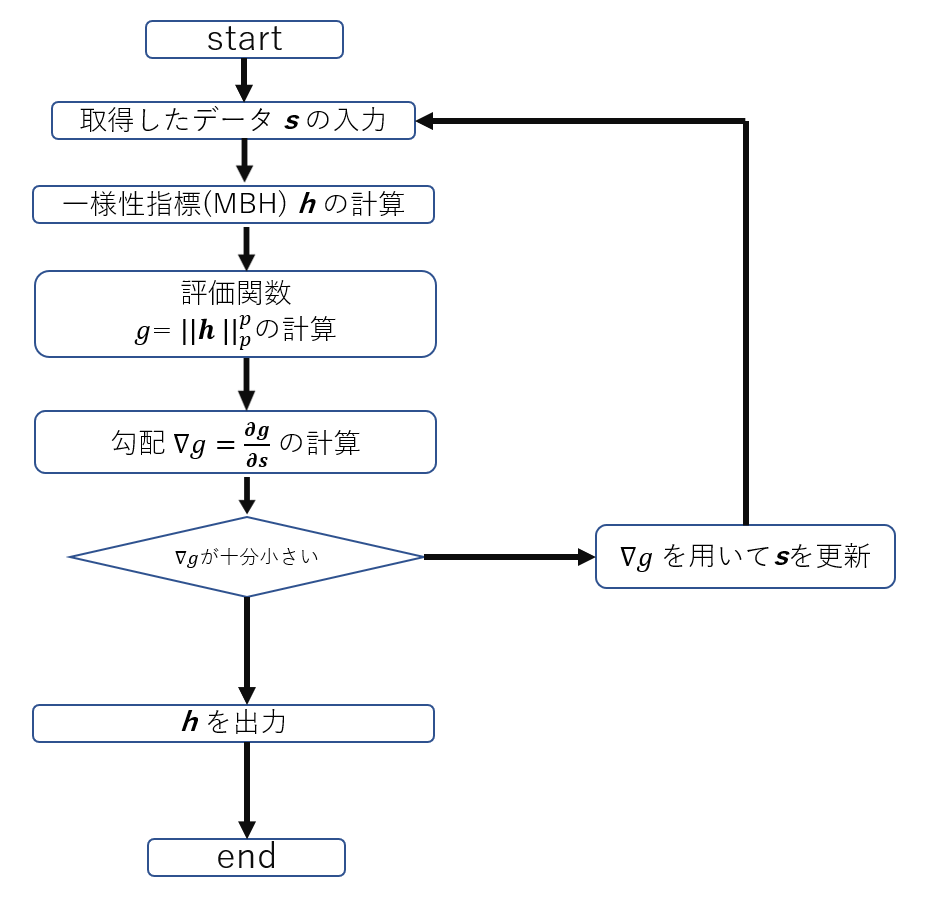 start
取得したデータ s の入力
一様性指標(MBH) h の計算
評価関数
g= ||h ||_p^p の計算
勾配 ∇g = ∂g/∂s の計算
∇gが十分小さい
∇g を用いてsを更新
h を出力
end